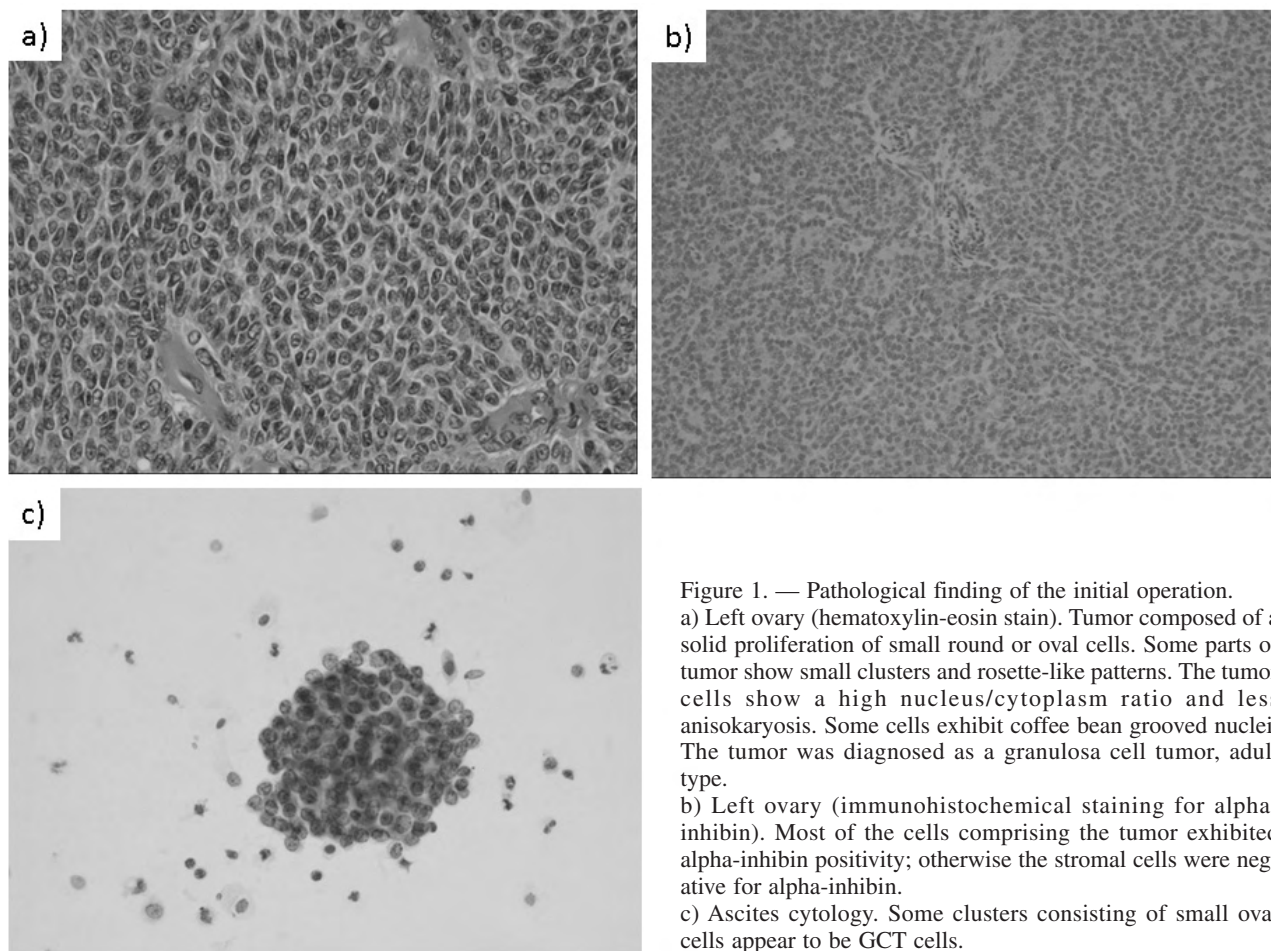 a)
b)
c)
Figure 1. — Pathological finding of the initial operation.
a) Left ovary (hematoxylin-eosin stain). Tumor composed of a
solid proliferation of small round or oval cells. Some parts o
tumor show small clusters and rosette-like patterns. The tumor
cells show a high nucleus/cytoplasm ratio and less
anisokaryosis. Some cells exhibit coffee bean grooved nuclei
The tumor was diagnosed as a granulosa cell tumor, adul
type.
b) Left ovary (immunohistochemical staining for alpha
inhibin). Most of the cells comprising the tumor exhibited
alpha-inhibin positivity; otherwise the stromal cells were neg
ative for alpha-inhibin.
c) Ascites cytology. Some clusters consisting of small ova
cells appear to be GCT cells.